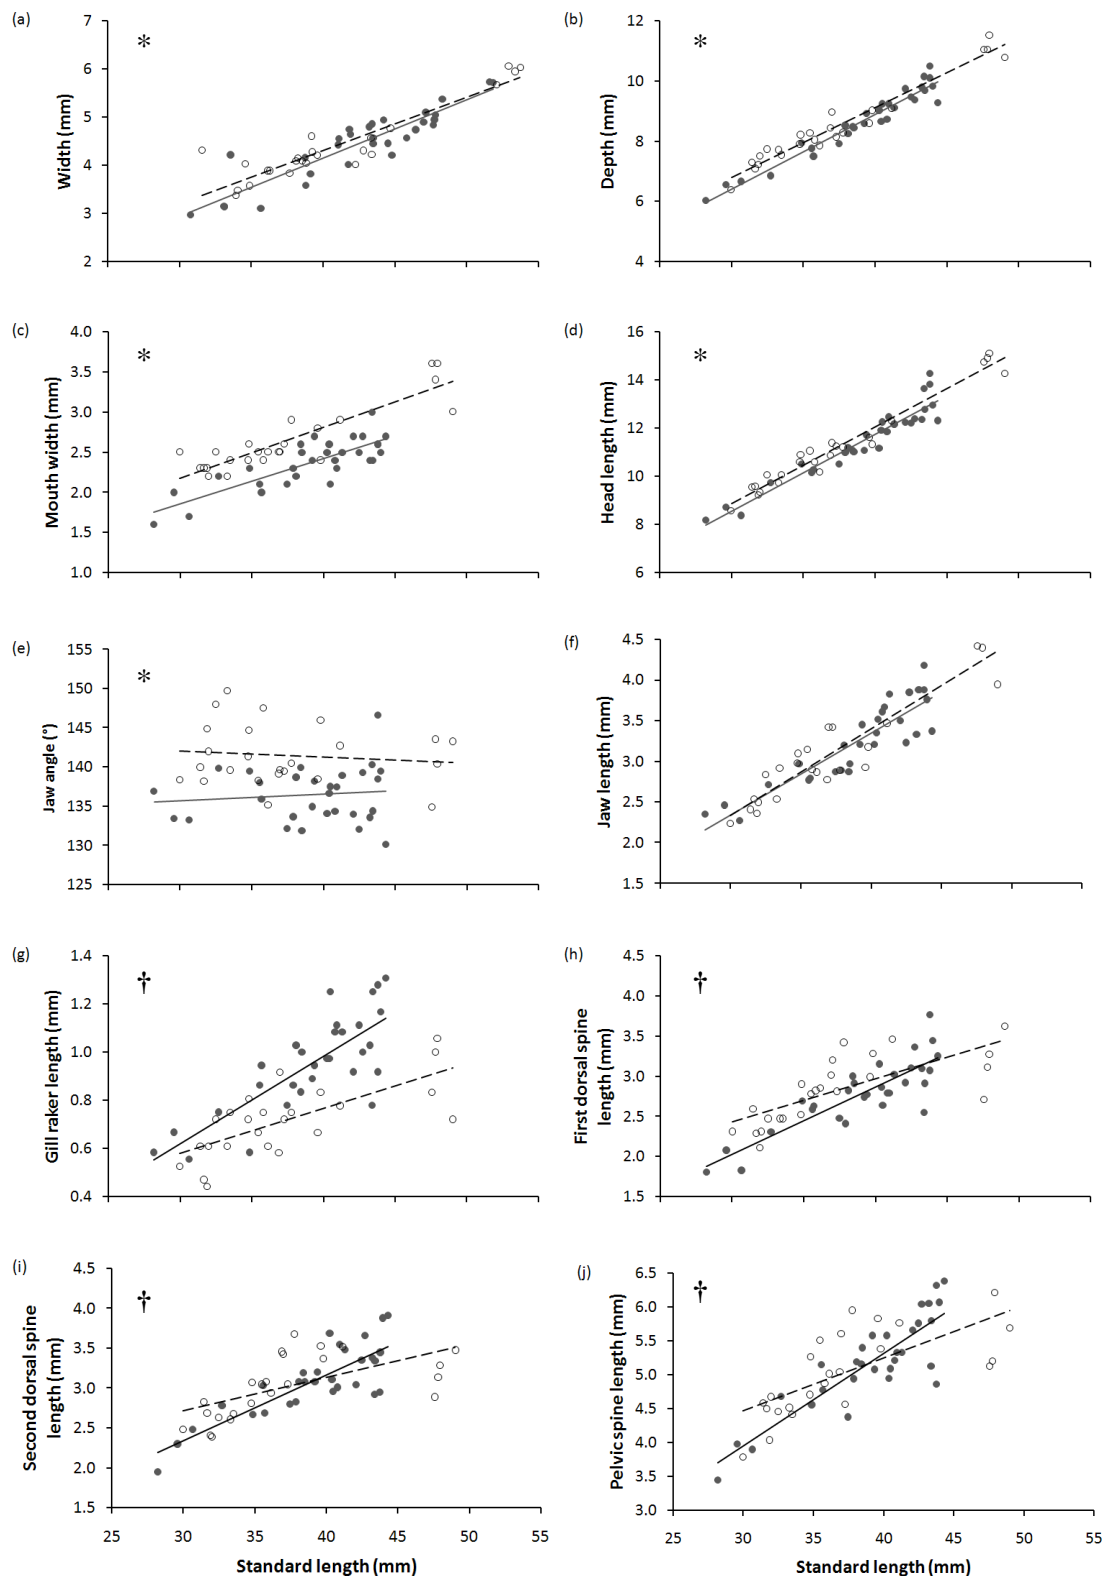 (a)
7
6
5
4
3
2
Width (mm)
*
(b)
12
10
8
6
4
Depth (mm)
*
(c)
4.0
3.5
3.0
2.5
2.0
1.5
1.0
Mouth width (mm)
*
(d)
16
14
12
10
8
6
Head length (mm)
*
(e)
155
150
145
140
135
130
125
Jaw angle (°)
*
(f)
4.5
4.0
3.5
3.0
2.5
2.0
1.5
Jaw length (mm)
(g)
1.4
1.2
1.0
0.8
0.6
0.4
Gill raker length (mm)
†
(h)
4.5
4.0
3.5
3.0
2.5
2.0
1.5
First dorsal spine
length (mm)
†
(i)
4.5
4.0
3.5
3.0
2.5
2.0
1.5
Second dorsal spine
length (mm)
†
25 30 35 40 45 50 55
Standard length (mm)
(j)
6.5
6.0
5.5
5.0
4.5
4.0
3.5
3.0
Pelvic spine length (mm)
†
25 30 35 40 45 50 55
Standard length (mm)